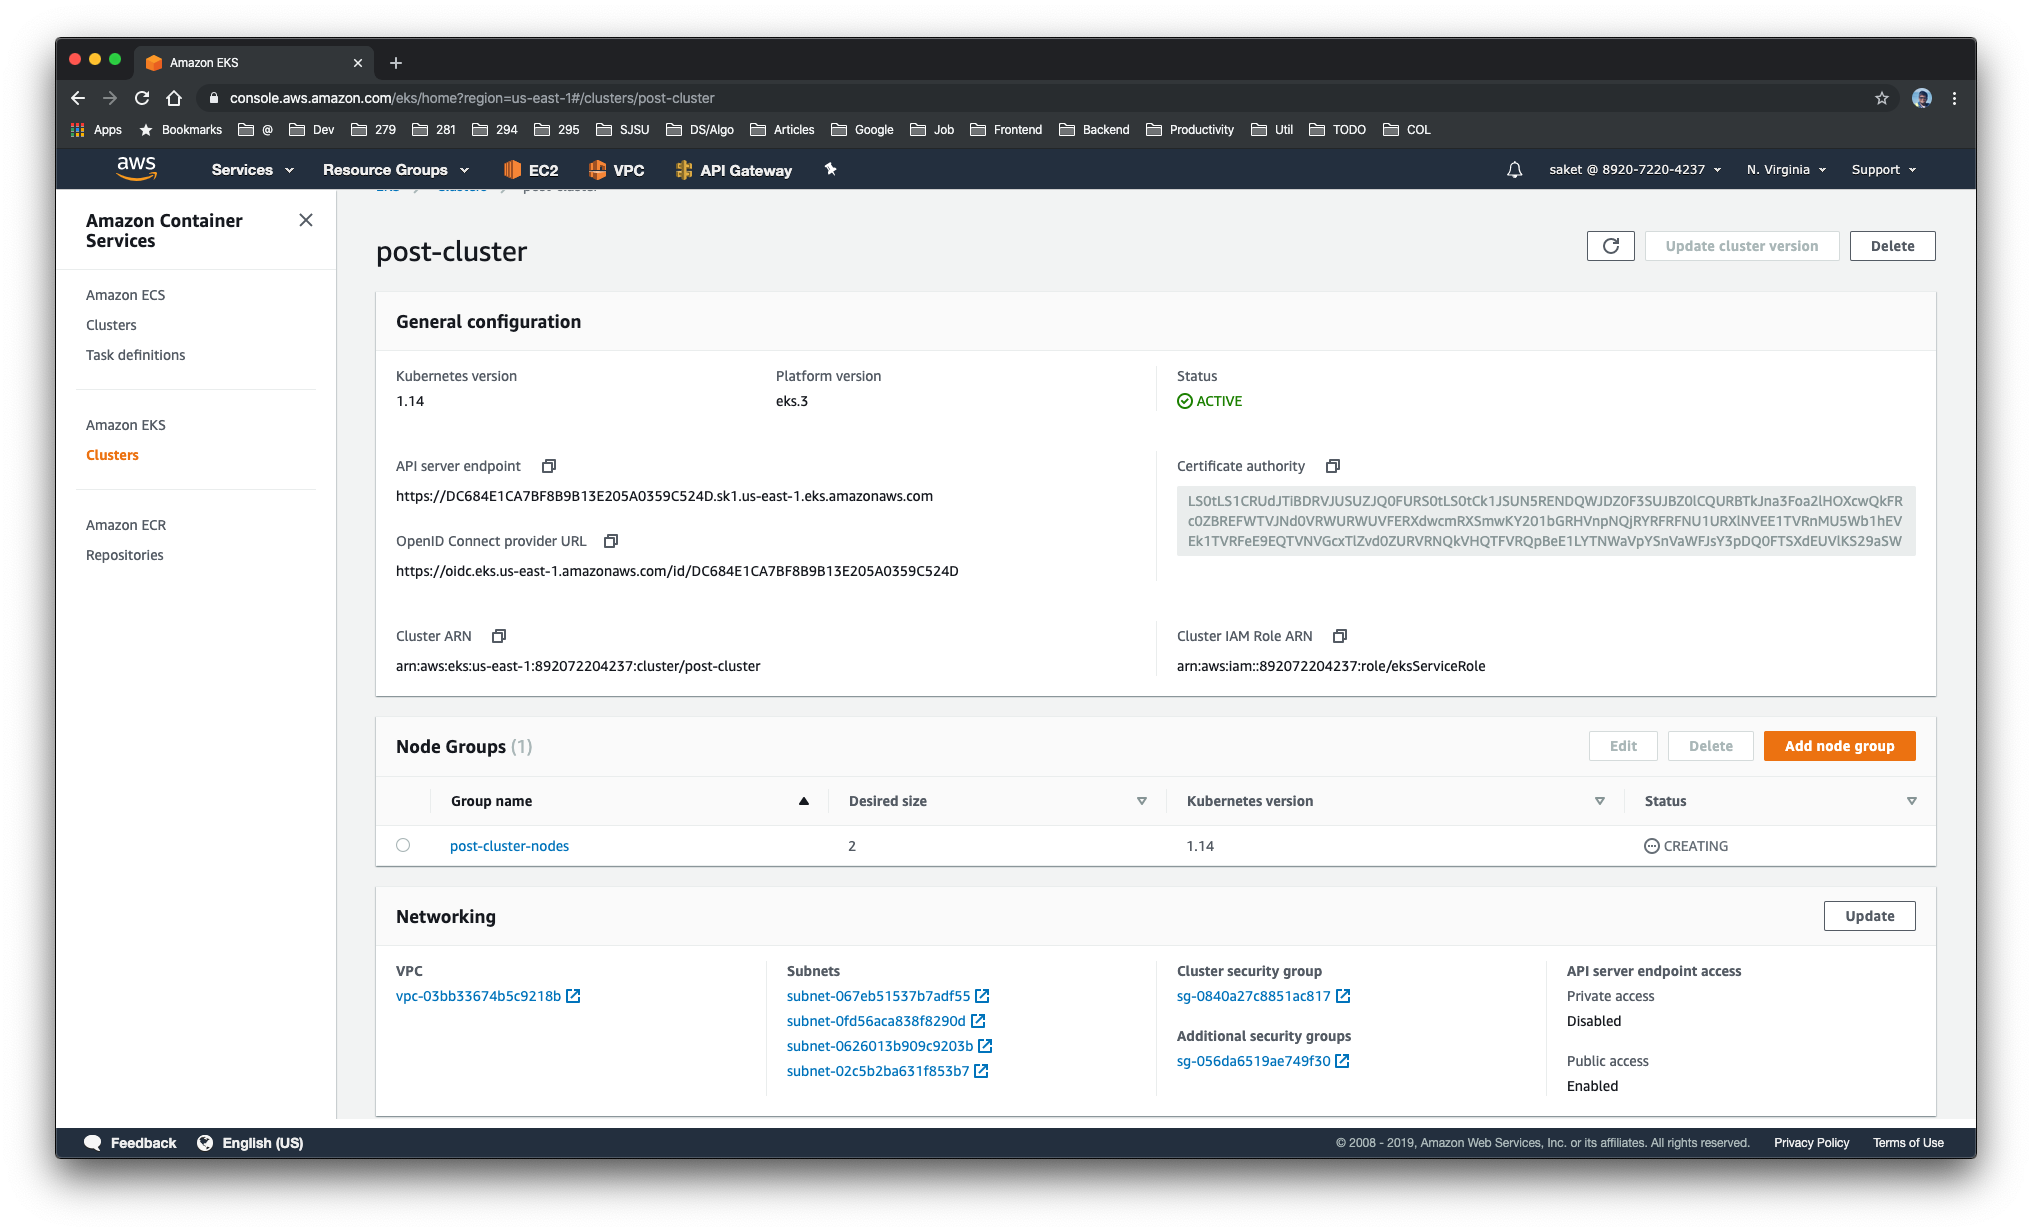 Amazon EKS
console.aws.amazon.com/eks/home?region=us-east-1#/clusters/post-cluster
Apps Bookmarks @ Dev 279 281 294 295 SJSU DS/Algo Articles Google Job Frontend Backend Productivity Util TODO COL
aws Services Resource Groups EC2 VPC API Gateway saket @ 8920-7220-4237 N. Virginia Support
EKS Clusters post-cluster
Amazon Container
Services
Amazon ECS
Clusters
Task definitions
Amazon EKS
Clusters
Amazon ECR
Repositories
post-cluster
Update cluster version Delete
General configuration
Kubernetes version
1.14
Platform version
eks.3
Status
ACTIVE
API server endpoint
https://DC684E1CA7BF8B9B13E205A0359C524D.sk1.us-east-1.eks.amazonaws.com
OpenID Connect provider URL
https://oidc.eks.us-east-1.amazonaws.com/id/DC684E1CA7BF8B9B13E205A0359C524D
Certificate authority
Cluster ARN
arn:aws:eks:us-east-1:892072204237:cluster/post-cluster
Cluster IAM Role ARN
arn:aws:iam::892072204237:role/eksServiceRole
Node Groups (1)
Edit Delete Add node group
Group name Desired size Kubernetes version Status
post-cluster-nodes 2 1.14 CREATING
Networking
Update
VPC
vpc-03bb33674b5c9218b
Subnets
subnet-067eb51537b7adf55
subnet-0fd56aca838f8290d
subnet-0626013b909c9203b
subnet-02c5b2ba631f853b7
Cluster security group
sg-0840a27c8851ac817
Additional security groups
sg-056da6519ae749f30
API server endpoint access
Private access
Disabled
Public access
Enabled
Feedback English (US) © 2008 - 2019, Amazon Web Services, Inc. or its affiliates. All rights reserved. Privacy Policy Terms of Use